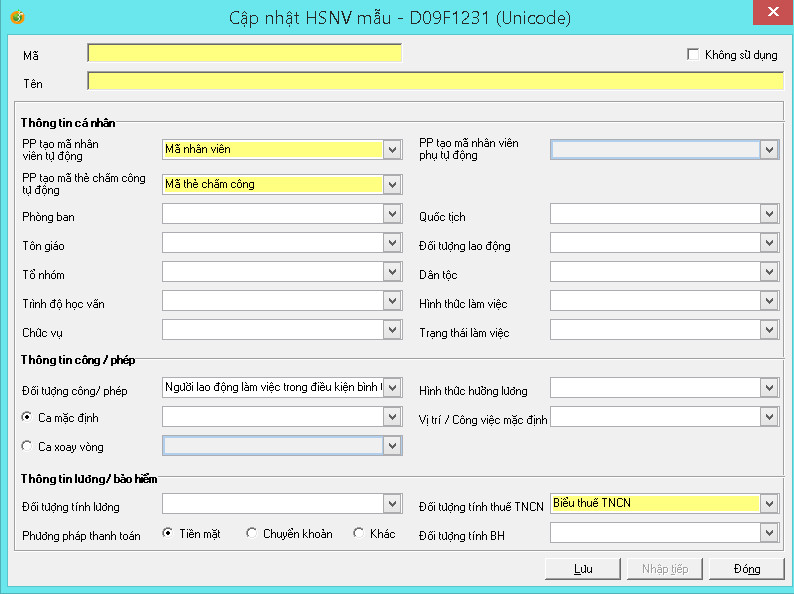 Cập nhật HSNV mẫu - D09F1231 (Unicode)
Mã
Không sử dụng
Tên
Thông tin cá nhân
PP tạo mã nhân
viên tự động
Mã nhân viên
PP tạo mã nhân viên
phụ tự động
PP tạo mã thẻ chấm công
tự động
Mã thẻ chấm công
Phòng ban
Quốc tịch
Tôn giáo
Đối tượng lao động
Tổ nhóm
Dân tộc
Trình độ học vấn
Hình thức làm việc
Chức vụ
Trạng thái làm việc
Thông tin công / phép
Đối tượng công/ phép
Người lao động làm việc trong điều kiện bình
Hình thức hưởng lương
Ca mặc định
Vị trí / Công việc mặc định
Ca xoay vòng
Thông tin lương/ bảo hiểm
Đối tượng tính lương
Đối tượng tính thuế TNCN
Biểu thuế TNCN
Phương pháp thanh toán
Tiền mặt
Chuyển khoản
Khác
Đối tượng tính BH
Lưu
Nhập tiếp
Đóng